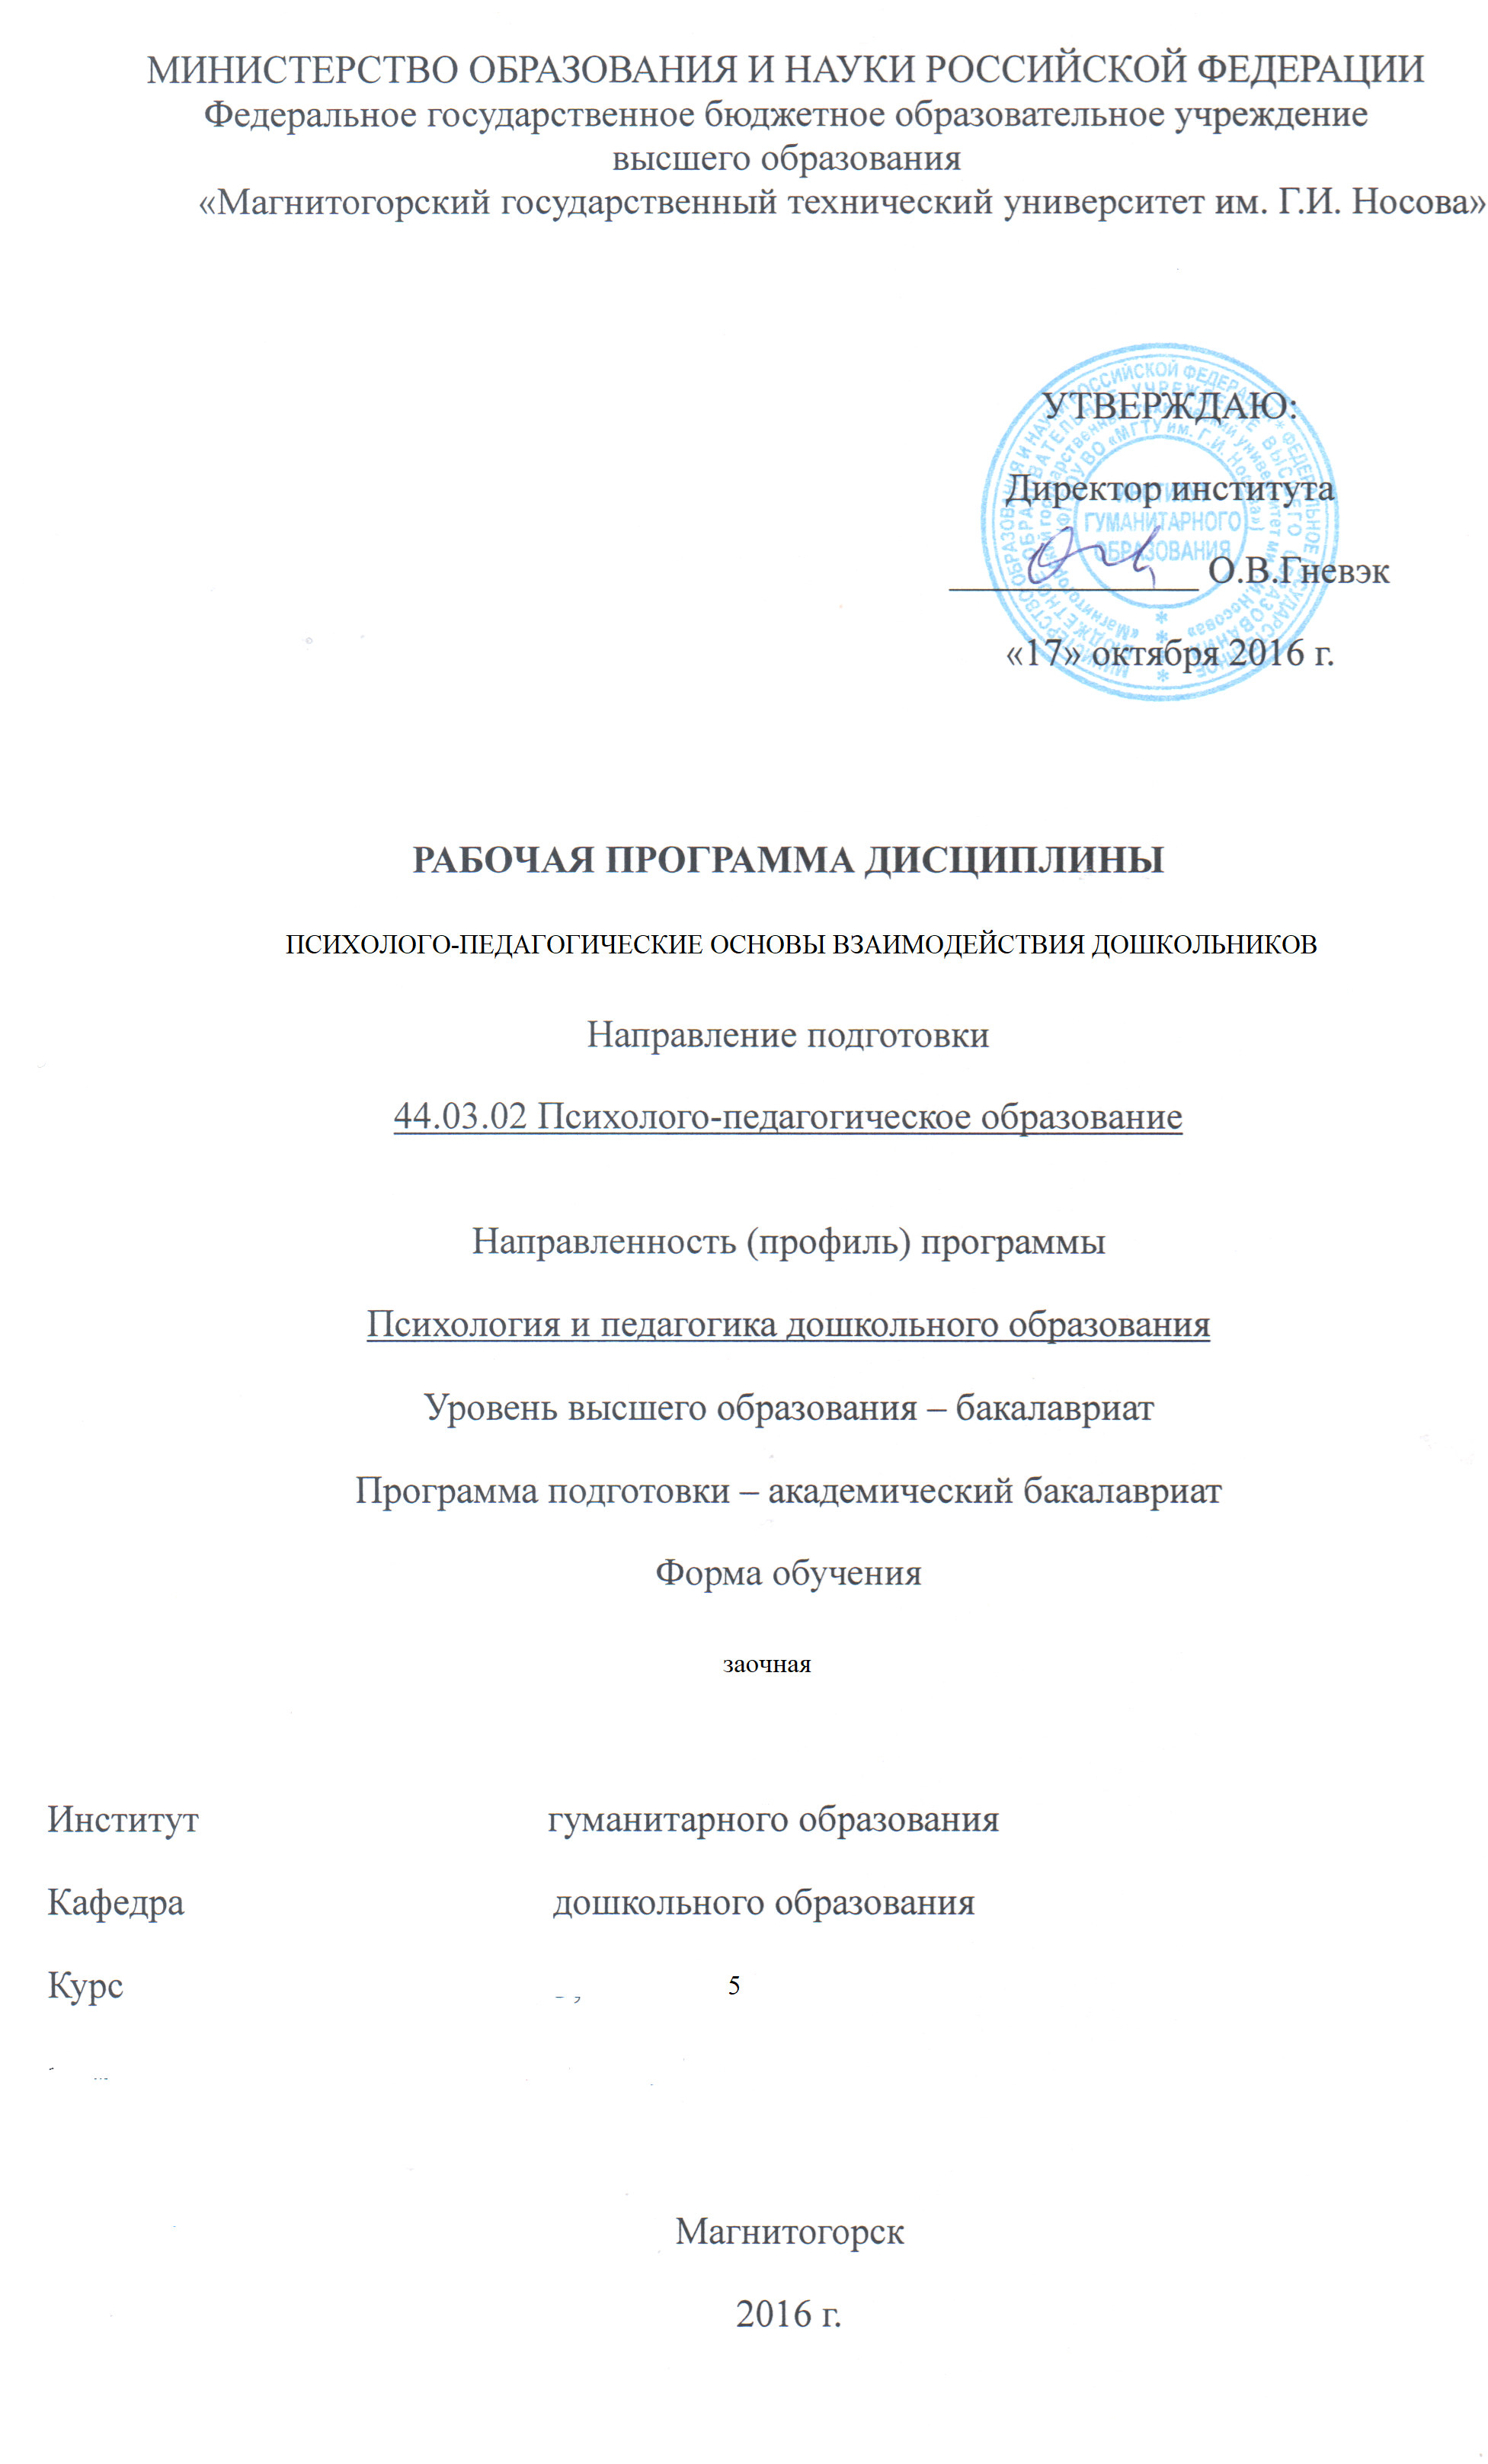 МИНИСТЕРСТВО ОБРАЗОВАНИЯ И НАУКИ РОССИЙСКОЙ ФЕДЕРАЦИИ
Федеральное государственное бюджетное образовательное учреждение
высшего образования
«Магнитогорский государственный технический университет им. Г.И. Носова»
УТВЕРЖДАЮ:
Директор института
О.В.Гневэк
«17» октября 2016 г.
ИНСТИТУТ
ГУМАНИТАРНОГО
ОБРАЗОВАНИЯ
РАБОЧАЯ ПРОГРАММА ДИСЦИПЛИНЫ
ПСИХОЛОГО-ПЕДАГОГИЧЕСКИЕ ОСНОВЫ ВЗАИМОДЕЙСТВИЯ ДОШКОЛЬНИКОВ
Направление подготовки
44.03.02 Психолого-педагогическое образование
Направленность (профиль) программы
Психология и педагогика дошкольного образования
Уровень высшего образования – бакалавриат
Программа подготовки – академический бакалавриат
Форма обучения
заочная
Институт гуманитарного образования
Кафедра дошкольного образования
Курс 5
Магнитогорск
2016 г.